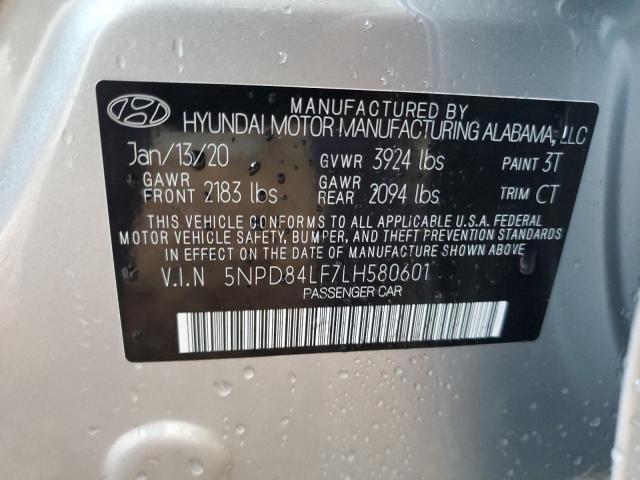 MANUFACTURED BY
HYUNDAI MOTOR MANUFACTURING ALABAMA, LLC
Jan/13/20 GVWR 3924 lbs PAINT 3T
GAWR FRONT 2183 lbs GAWR REAR 2094 lbs TRIM CT
THIS VEHICLE CONFORMS TO ALL APPLICABLE U.S.A. FEDERAL
MOTOR VEHICLE SAFETY, BUMPER, AND THEFT PREVENTION STANDARDS
IN EFFECT ON THE DATE OF MANUFACTURE SHOWN ABOVE.
V.I.N 5NPD84LF7LH580601
PASSENGER CAR